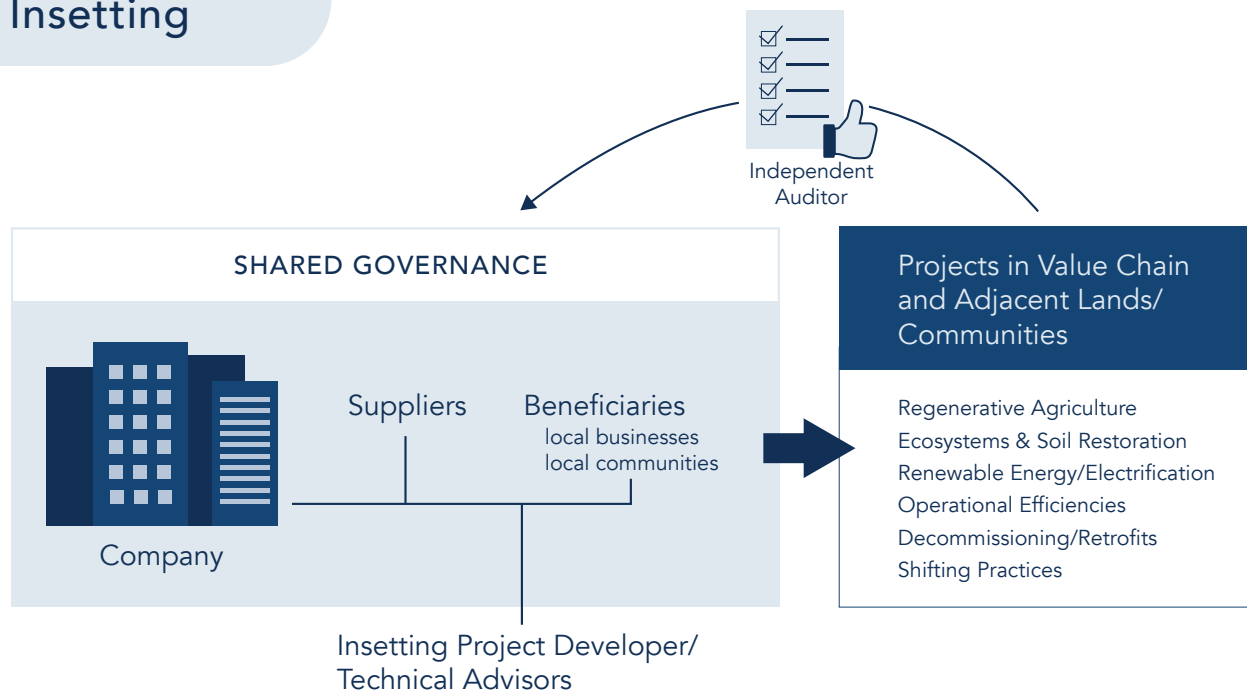 Insetting
Independent
Auditor
SHARED GOVERNANCE
Company
Suppliers
Beneficiaries
local businesses
local communities
Insetting Project Developer/
Technical Advisors
Projects in Value Chain
and Adjacent Lands/
Communities
Regenerative Agriculture
Ecosystems & Soil Restoration
Renewable Energy/Electrification
Operational Efficiencies
Decommissioning/Retrofits
Shifting Practices